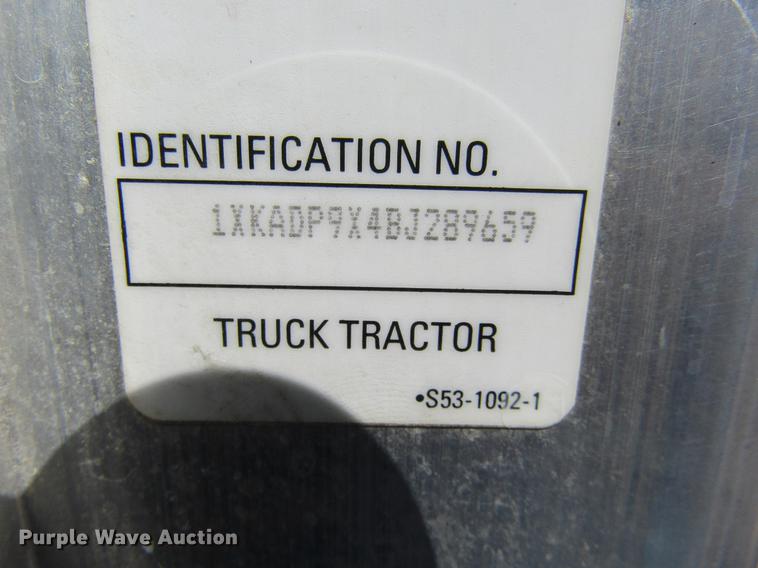 IDENTIFICATION NO.
1XKADP9X4BJ289659
TRUCK TRACTOR
•S53-1092-1
Purple Wave Auction